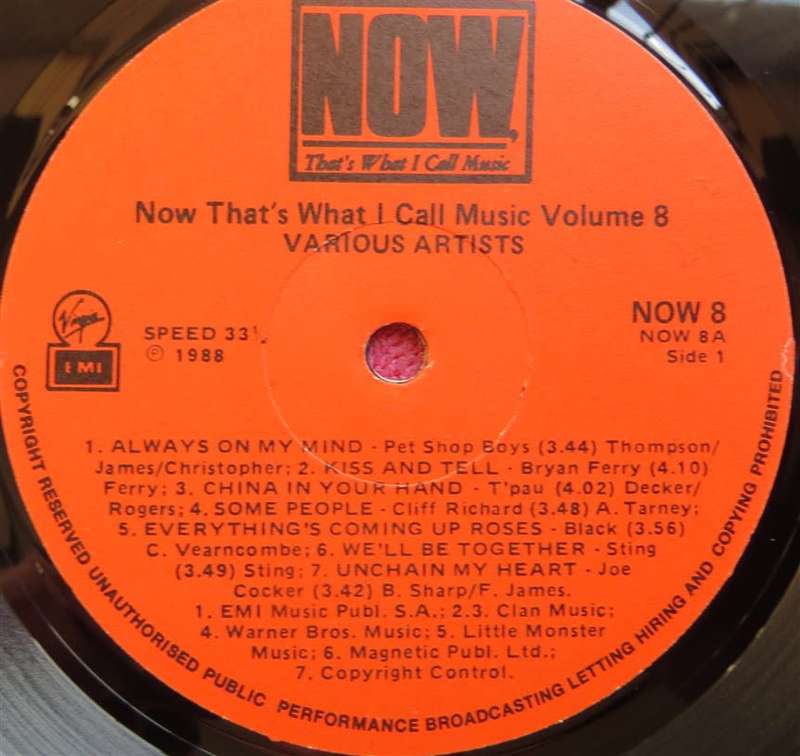 NOW,
That's What I Call Music
Now That's What I Call Music Volume 8
VARIOUS ARTISTS
Virgin
EMI
SPEED 33⅓
℗ 1988
NOW 8
NOW 8A
Side 1
1. ALWAYS ON MY MIND - Pet Shop Boys (3.44) Thompson/
James/Christopher; 2. KISS AND TELL - Bryan Ferry (4.10)
Ferry; 3. CHINA IN YOUR HAND - T'pau (4.02) Decker/
Rogers; 4. SOME PEOPLE - Cliff Richard (3.48) A. Tarney;
5. EVERYTHING'S COMING UP ROSES - Black (3.56)
C. Vearncombe; 6. WE'LL BE TOGETHER - Sting
(3.49) Sting; 7. UNCHAIN MY HEART - Joe
Cocker (3.42) B. Sharp/F. James.
1. EMI Music Publ. S.A.; 2.3. Clan Music;
4. Warner Bros. Music; 5. Little Monster
Music; 6. Magnetic Publ. Ltd.;
7. Copyright Control.
COPYRIGHT RESERVED UNAUTHORISED PUBLIC PERFORMANCE BROADCASTING LETTING HIRING AND COPYING PROHIBITED